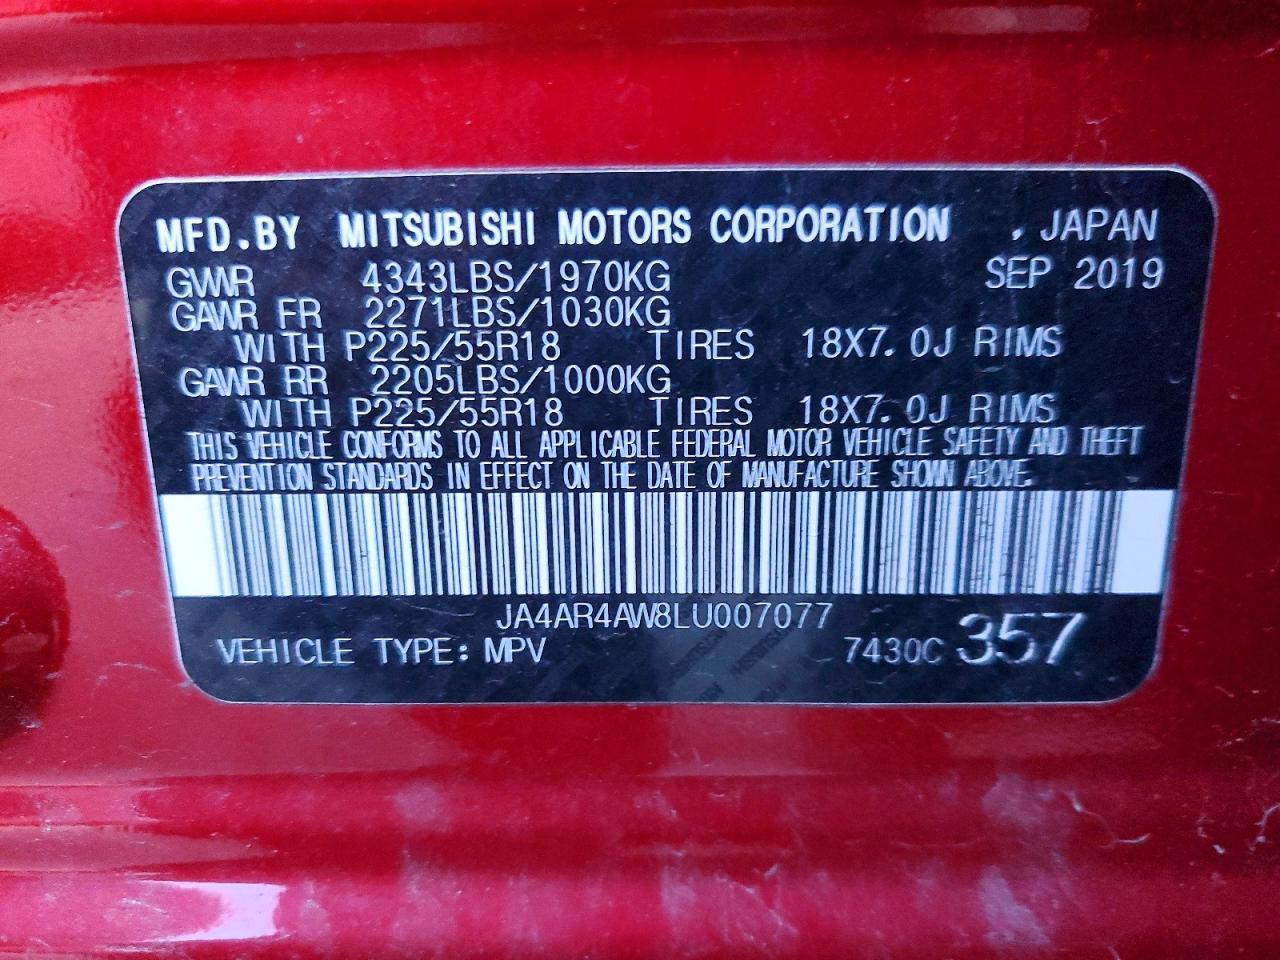 MFD.BY MITSUBISHI MOTORS CORPORATION . JAPAN
GVWR 4343LBS/1970KG SEP 2019
GAWR FR 2271LBS/1030KG
WITH P225/55R18 TIRES 18X7.0J RIMS
GAWR RR 2205LBS/1000KG
WITH P225/55R18 TIRES 18X7.0J RIMS
THIS VEHICLE CONFORMS TO ALL APPLICABLE FEDERAL MOTOR VEHICLE SAFETY AND THEFT
PREVENTION STANDARDS IN EFFECT ON THE DATE OF MANUFACTURE SHOWN ABOVE.
JA4AR4AW8LU007077
VEHICLE TYPE: MPV 7430C 357